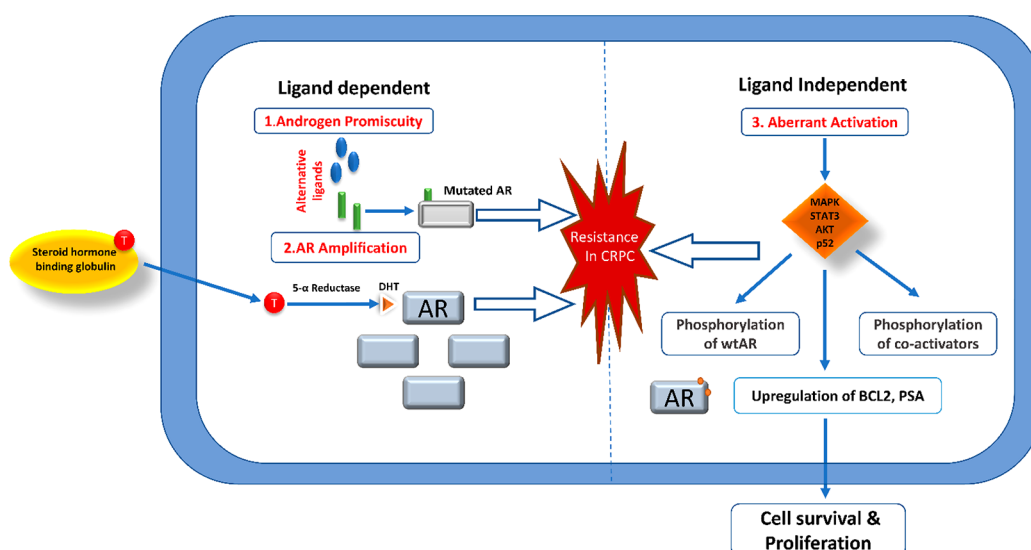 Ligand dependent
1.Androgen Promiscuity
Alternative
ligands
Mutated AR
2.AR Amplification
T
Steroid hormone
binding globulin
T
5-α Reductase
DHT
AR
Resistance
In CRPC
Ligand Independent
3. Aberrant Activation
MAPK
STAT3
AKT
p52
Phosphorylation
of wtAR
Phosphorylation
of co-activators
AR
Upregulation of BCL2, PSA
Cell survival &
Proliferation